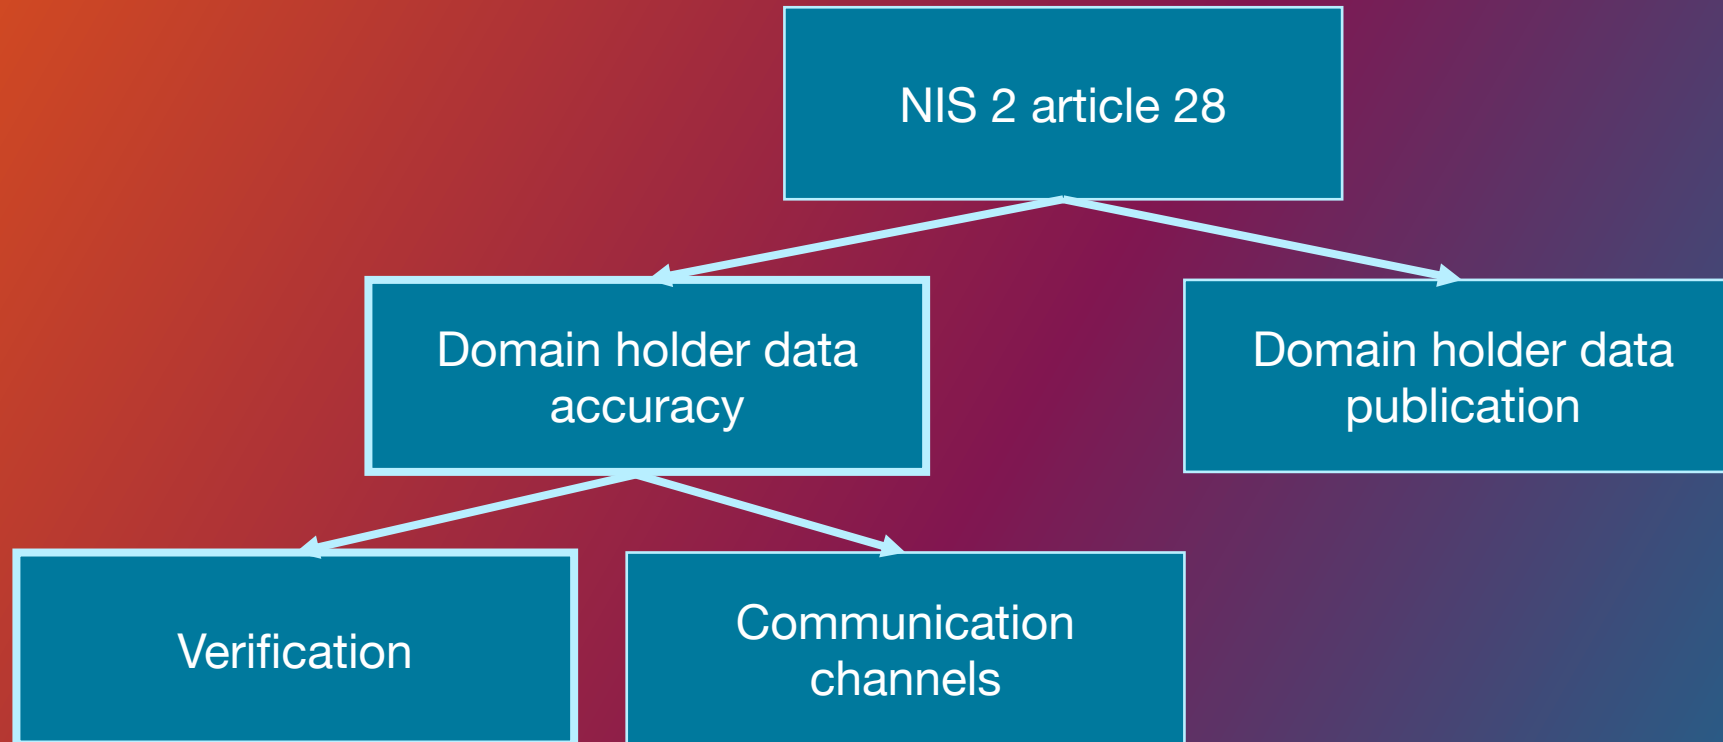 NIS 2 article 28
Domain holder data
accuracy
Domain holder data
publication
Verification
Communication
channels